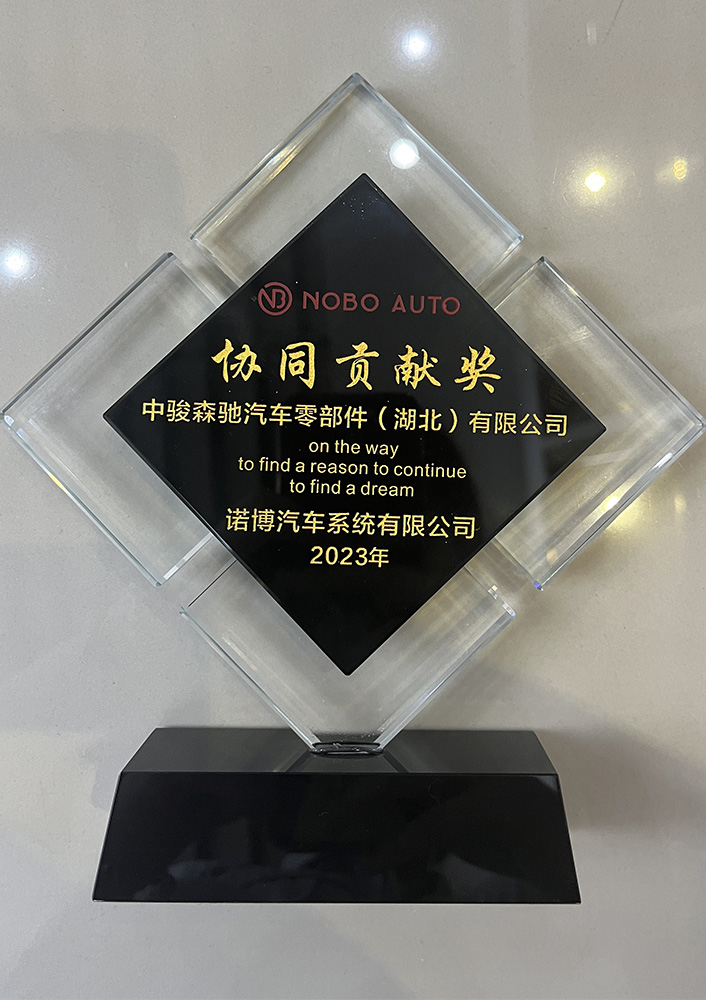 NB NOBO AUTO
协同贡献奖
中骏森驰汽车零部件（湖北）有限公司
on the way
to find a reason to continue
to find a dream
诺博汽车系统有限公司
2023年